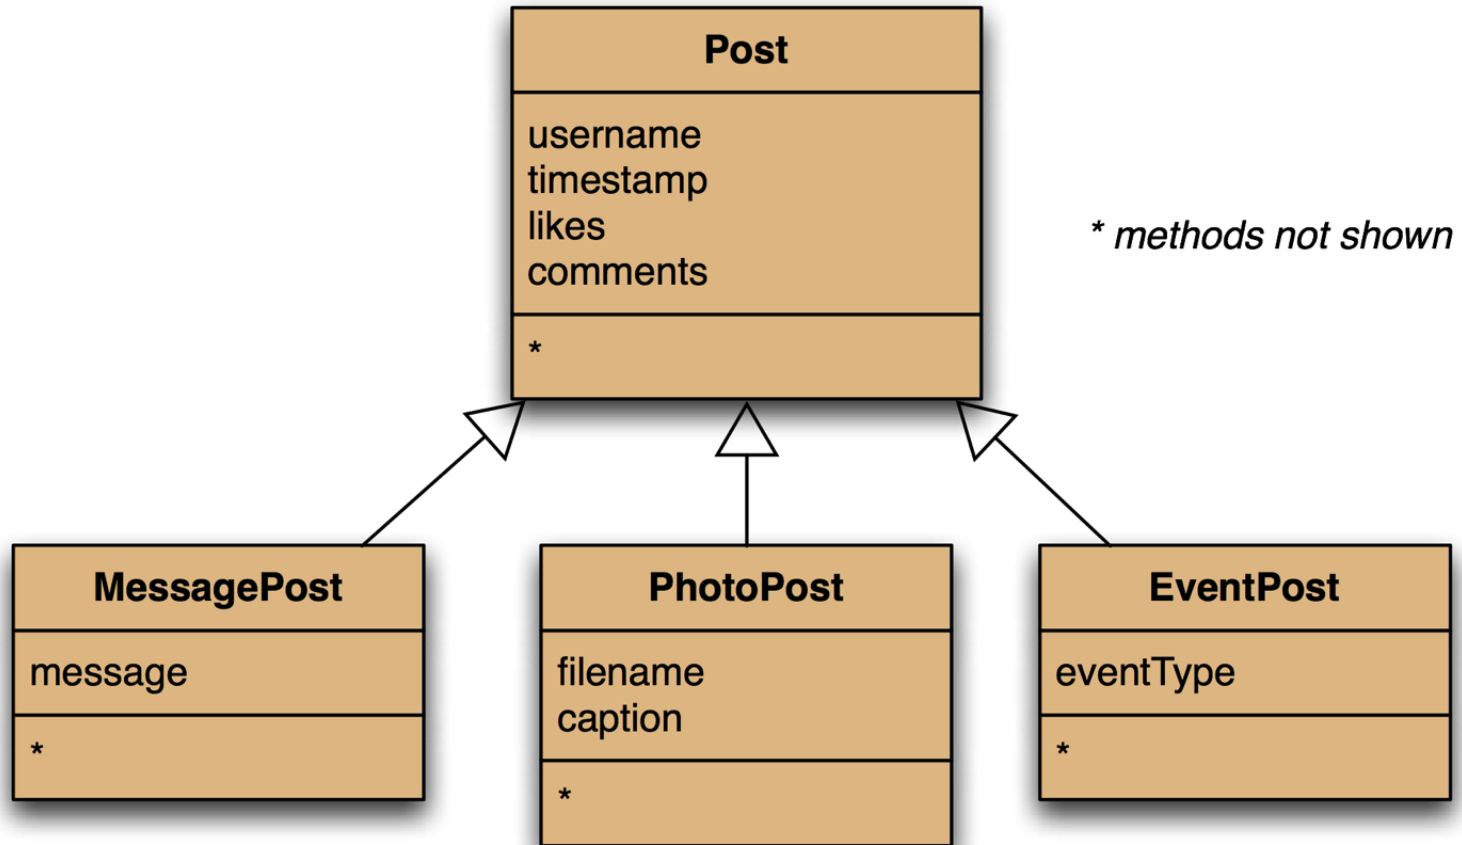 Post
username
timestamp
likes
comments
*
* methods not shown
MessagePost
message
*
PhotoPost
filename
caption
*
EventPost
eventType
*